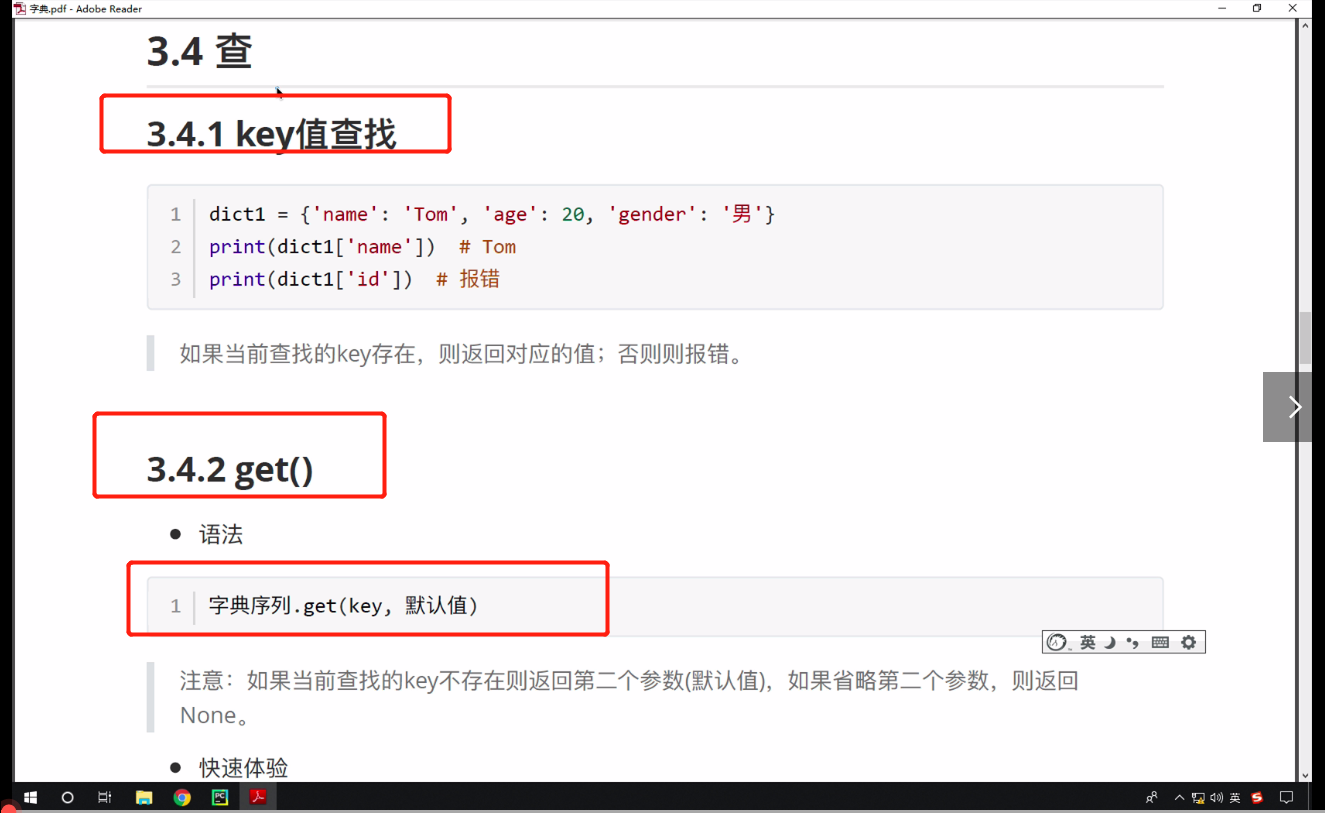 字典.pdf - Adobe Reader
3.4 查
3.4.1 key值查找
1 dict1 = {'name': 'Tom', 'age': 20, 'gender': '男'}
2 print(dict1['name']) # Tom
3 print(dict1['id']) # 报错
如果当前查找的key存在，则返回对应的值；否则则报错。
3.4.2 get()
● 语法
1 字典序列.get(key, 默认值)
英
注意：如果当前查找的key不存在则返回第二个参数(默认值)，如果省略第二个参数，则返回
None。
● 快速体验
PC
英